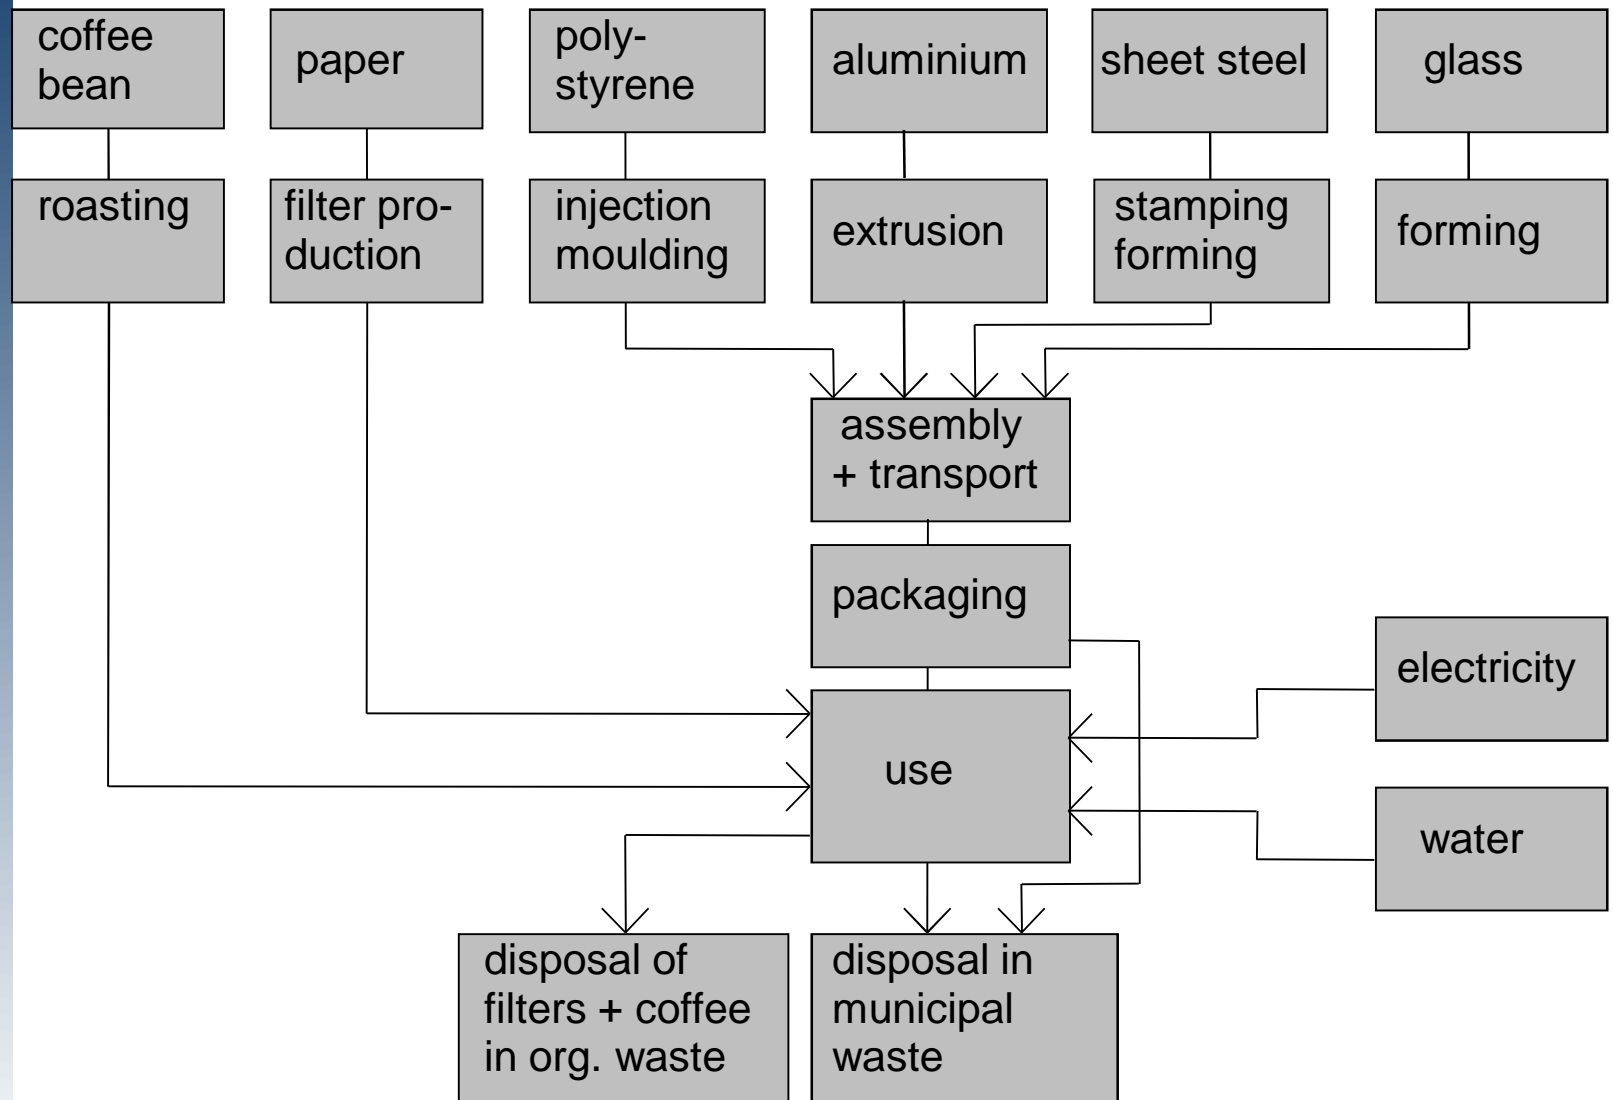 coffee
bean
paper
poly-
styrene
aluminium
sheet steel
glass
roasting
filter pro-
duction
injection
moulding
extrusion
stamping
forming
forming
assembly
+ transport
packaging
electricity
use
water
disposal of
filters + coffee
in org. waste
disposal in
municipal
waste